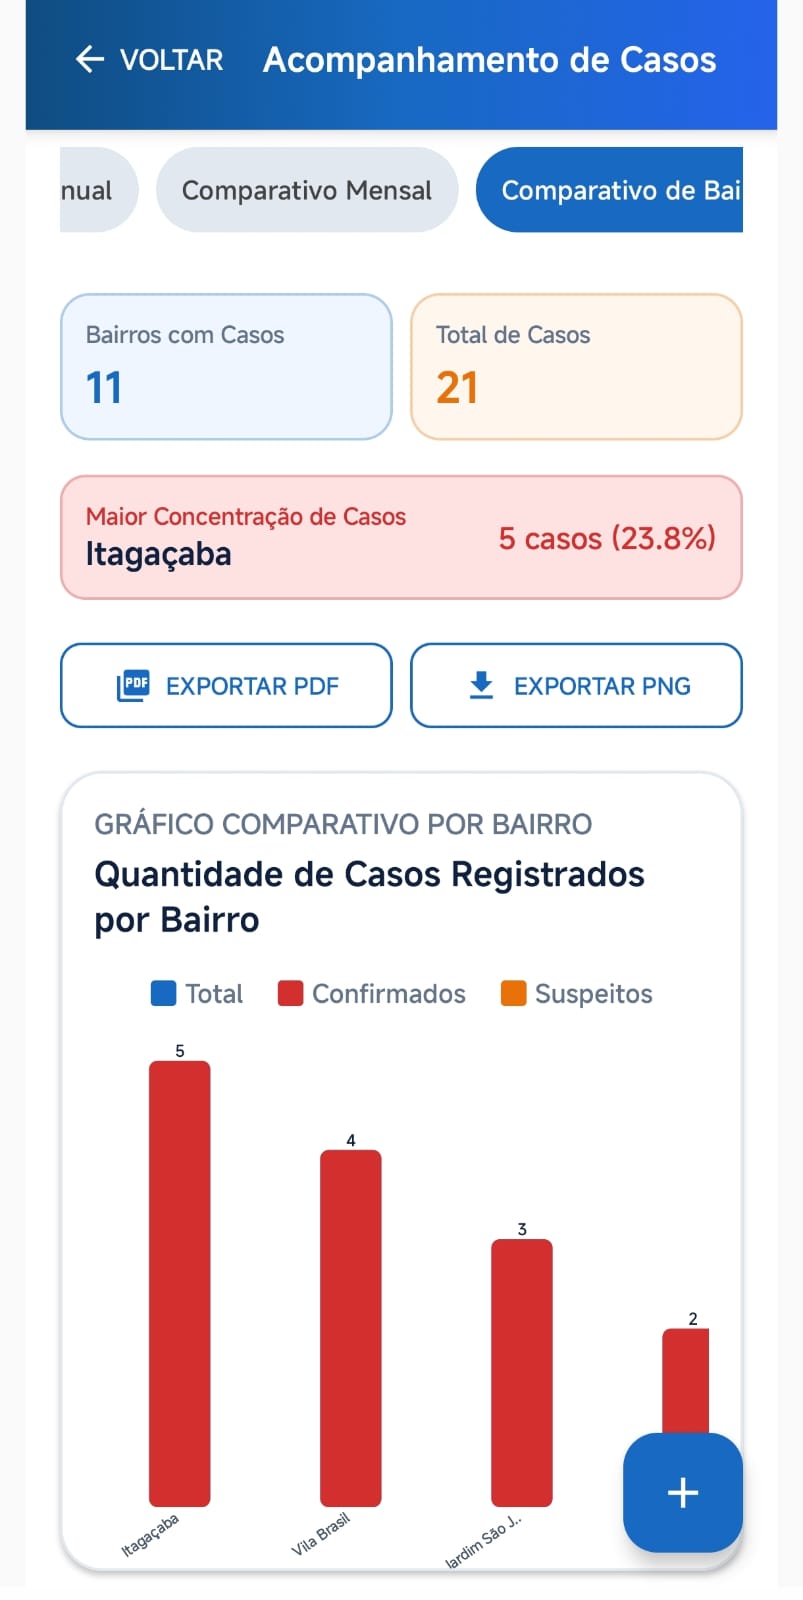 VOLTAR Acompanhamento de Casos
nual Comparativo Mensal Comparativo de Bai
Bairros com Casos
11
Total de Casos
21
Maior Concentração de Casos
Itagaçaba
5 casos (23.8%)
PDF EXPORTAR PDF
EXPORTAR PNG
GRÁFICO COMPARATIVO POR BAIRRO
Quantidade de Casos Registrados
por Bairro
Total Confirmados Suspeitos
5
4
3
2
Itagaçaba
Vila Brasil
Jardim São J..